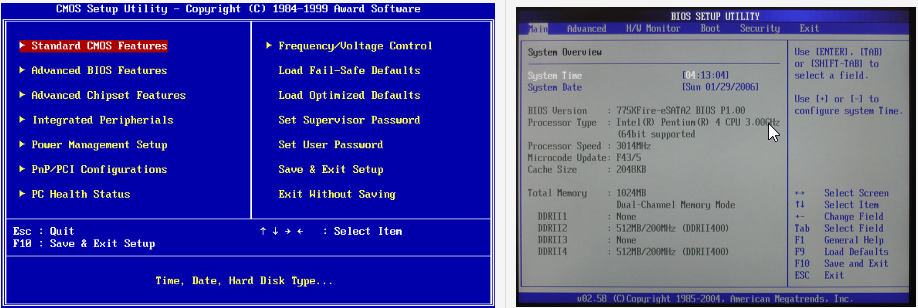 CMOS Setup Utility - Copyright (C) 1984-1999 Award Software
Standard CMOS Features
Advanced BIOS Features
Advanced Chipset Features
Integrated Peripherials
Power Management Setup
PnP/PCI Configurations
PC Health Status
Frequency/Voltage Control
Load Fail-Safe Defaults
Load Optimized Defaults
Set Supervisor Password
Set User Password
Save & Exit Setup
Exit Without Saving
Esc : Quit
F10 : Save & Exit Setup
↑ ↓ → ← : Select Item
Time, Date, Hard Disk Type...
BIOS SETUP UTILITY
Main Advanced H/W Monitor Boot Security Exit
System Overview
System Time [04:13:04]
System Date [Sun 01/29/2006]
BIOS Version : 775XFire-eSATA2 BIOS P1.00
Processor Type : Intel(R) Pentium(R) 4 CPU 3.00GHz
(64bit supported
Processor Speed : 3014MHz
Microcode Update: F43/5
Cache Size : 2048KB
Total Memory : 1024MB
Dual-Channel Memory Mode
DDRII1 : None
DDRII2 : 512MB/200MHz (DDRII400)
DDRII3 : None
DDRII4 : 512MB/200MHz (DDRII400)
Use [ENTER], [TAB]
or [SHIFT-TAB] to
select a field.
Use [+] or [-] to
configure system Time.
↔ Select Screen
↑↓ Select Item
+- Change Field
Tab Select Field
F1 General Help
F9 Load Defaults
F10 Save and Exit
ESC Exit
v02.58 (C)Copyright 1985-2004, American Megatrends, Inc.